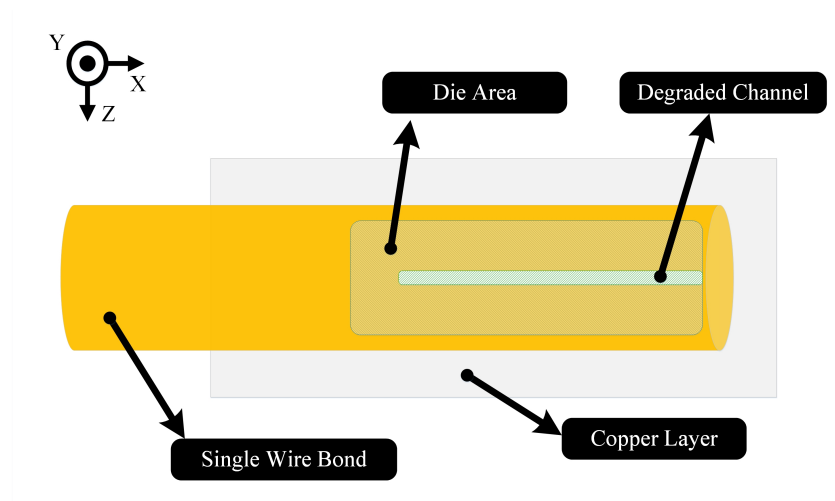 Y
X
Z
Die Area
Degraded Channel
Single Wire Bond
Copper Layer